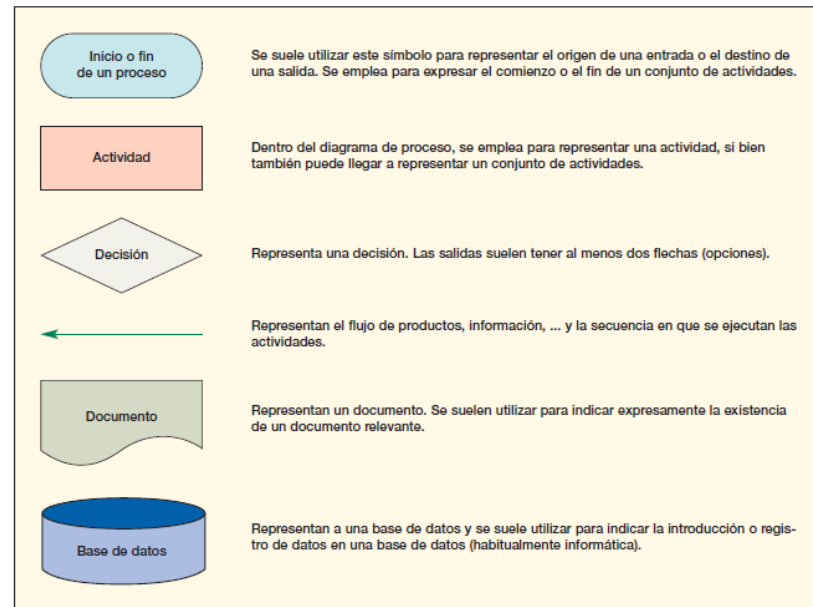 Inicio o fin
de un proceso
Se suele utilizar este símbolo para representar el origen de una entrada o el destino de
una salida. Se emplea para expresar el comienzo o el fin de un conjunto de actividades.
Actividad
Dentro del diagrama de proceso, se emplea para representar una actividad, si bien
también puede llegar a representar un conjunto de actividades.
Decisión
Representa una decisión. Las salidas suelen tener al menos dos flechas (opciones).
Representan el flujo de productos, información, ... y la secuencia en que se ejecutan las
actividades.
Documento
Representan un documento. Se suelen utilizar para indicar expresamente la existencia
de un documento relevante.
Base de datos
Representan a una base de datos y se suele utilizar para indicar la introducción o regis-
tro de datos en una base de datos (habitualmente informática).